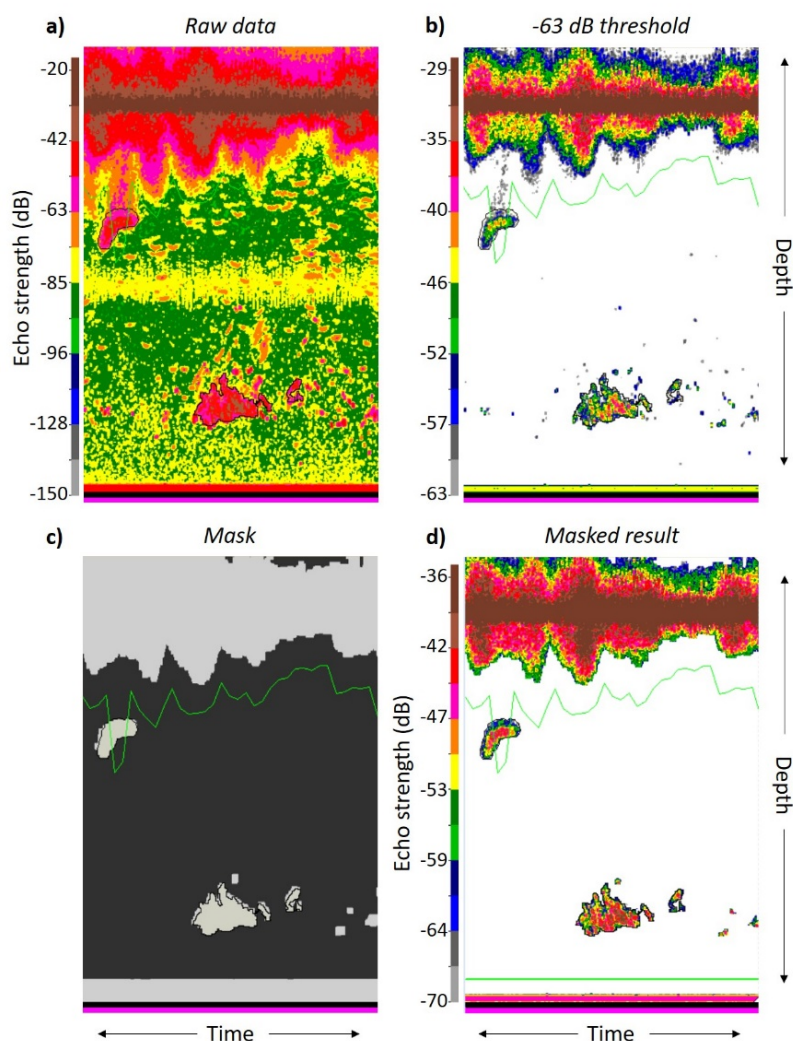 a) Raw data
b) -63 dB threshold
Echo strength (dB)
-20
-42
-63
-85
-96
-128
-150
-29
-35
-40
-46
-52
-57
-63
Depth
c) Mask
d) Masked result
Echo strength (dB)
-36
-42
-47
-53
-59
-64
-70
Depth
Time
Time